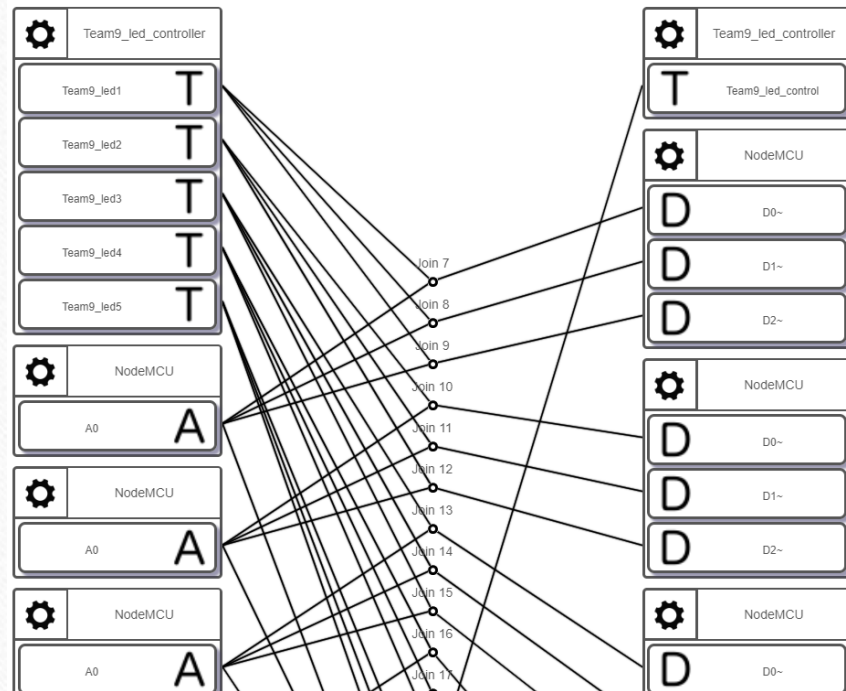 Team9_led_controller
Team9_led1 T
Team9_led2 T
Team9_led3 T
Team9_led4 T
Team9_led5 T
NodeMCU
A0 A
NodeMCU
A0 A
NodeMCU
A0 A
Join 7
Join 8
Join 9
Join 10
Join 11
Join 12
Join 13
Join 14
Join 15
Join 16
Join 17
Team9_led_controller
T Team9_led_control
NodeMCU
D D0~
D D1~
D D2~
NodeMCU
D D0~
D D1~
D D2~
NodeMCU
D D0~